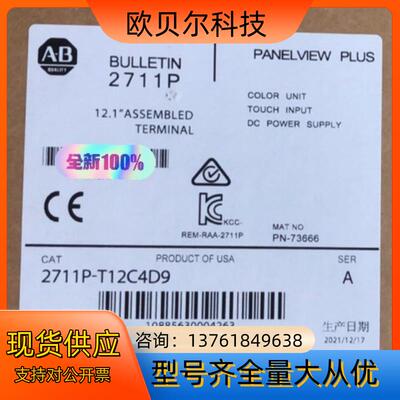 欧贝尔科技
A-B
QUALITY
BULLETIN
2711P
PANELVIEW PLUS
12.1" ASSEMBLED
TERMINAL
COLOR UNIT
TOUCH INPUT
DC POWER SUPPLY
全新100%
CE
KCC-
REM-RAA-2711P
MAT NO
PN-73666
CAT
PRODUCT OF USA
SER
2711P-T12C4D9
A
10885630004263
生产日期
2021/12/17
现货供应
支持对公开票
咨询:13761849638
型号齐全量大从优